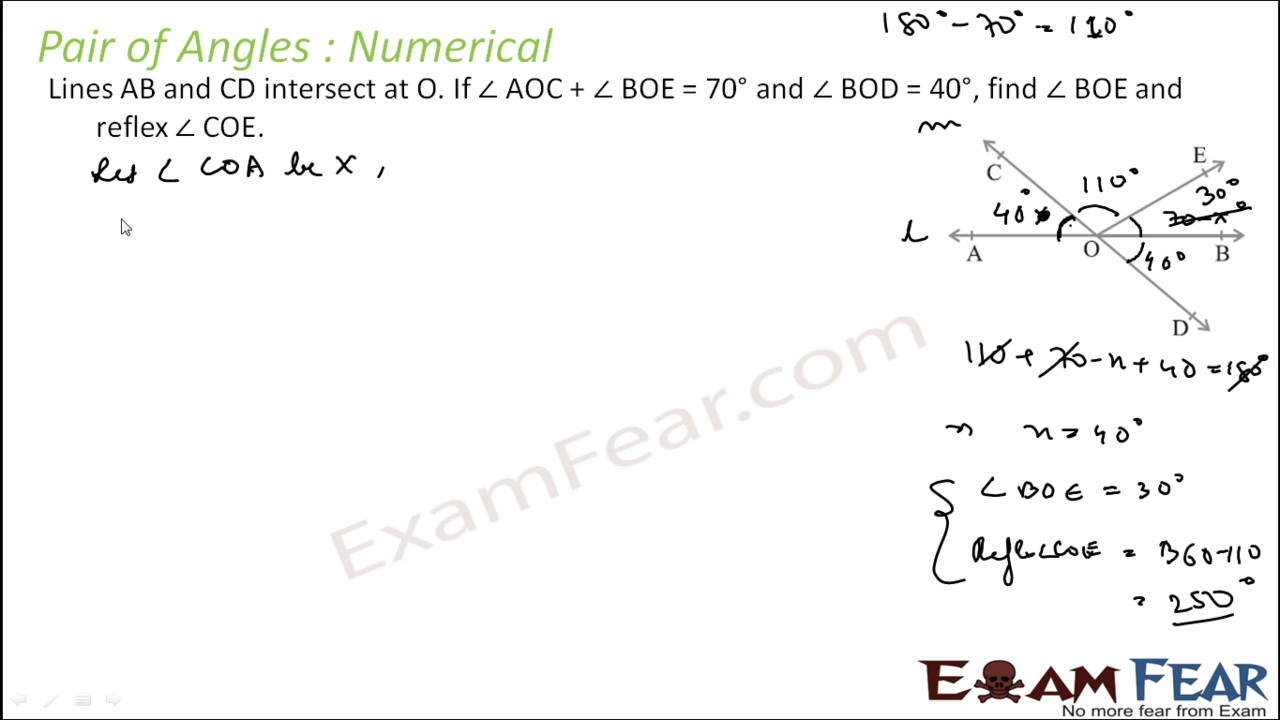 180° - 70° = 110°
Pair of Angles : Numerical
Lines AB and CD intersect at O. If ∠ AOC + ∠ BOE = 70° and ∠ BOD = 40°, find ∠ BOE and
reflex ∠ COE.
m
Let ∠ COA be x ,
C
E
110°
30°
40°
70-x°
l
A
O
40°
B
D
110 + 70 - x + 40 = 180°
⇒ x = 40°
∠ BOE = 30°
Reflex ∠COE = 360-110
= 250°
ExamFear.com
EXAM FEAR
No more fear from Exam